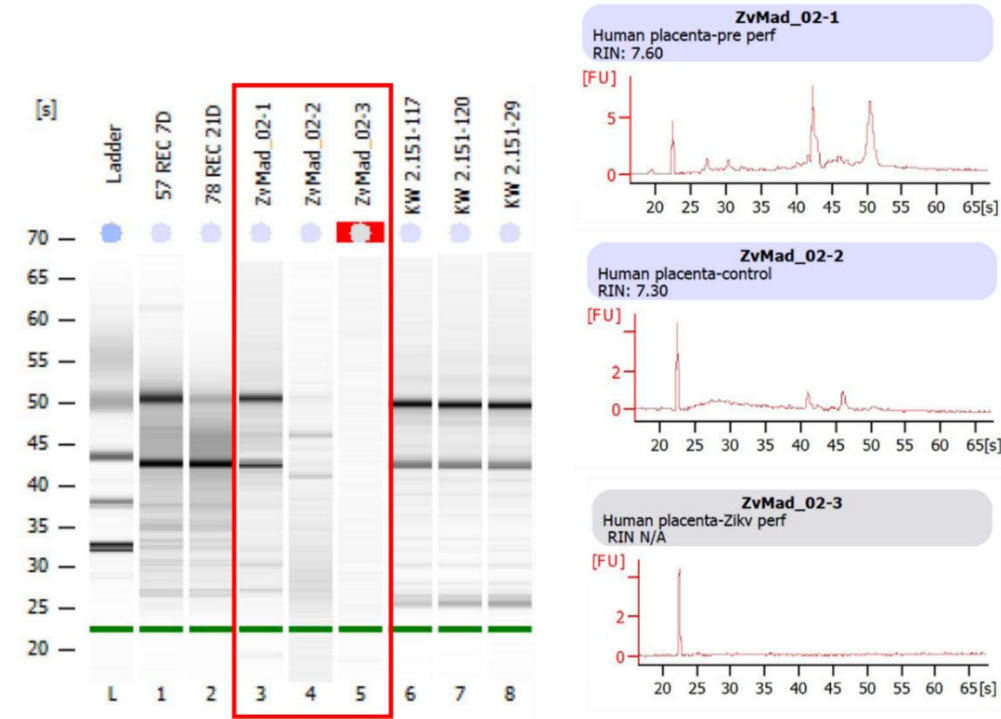 [s]
Ladder
57 REC 7D
78 REC 21D
ZvMad_02-1
ZvMad_02-2
ZvMad_02-3
KW 2.151-117
KW 2.151-120
KW 2.151-29
70
65
60
55
50
45
40
35
30
25
20
L 1 2 3 4 5 6 7 8
ZvMad_02-1
Human placenta-pre perf
RIN: 7.60
[FU]
5
0
20 25 30 35 40 45 50 55 60 65[s]
ZvMad_02-2
Human placenta-control
RIN: 7.30
[FU]
2
0
20 25 30 35 40 45 50 55 60 65[s]
ZvMad_02-3
Human placenta-Zikv perf
RIN N/A
[FU]
2
0
20 25 30 35 40 45 50 55 60 65[s]